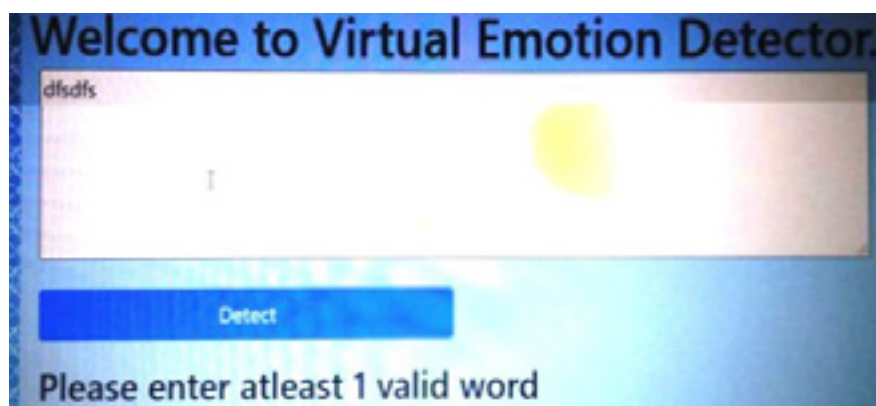 Welcome to Virtual Emotion Detector.
dfsdfs
Detect
Please enter atleast 1 valid word